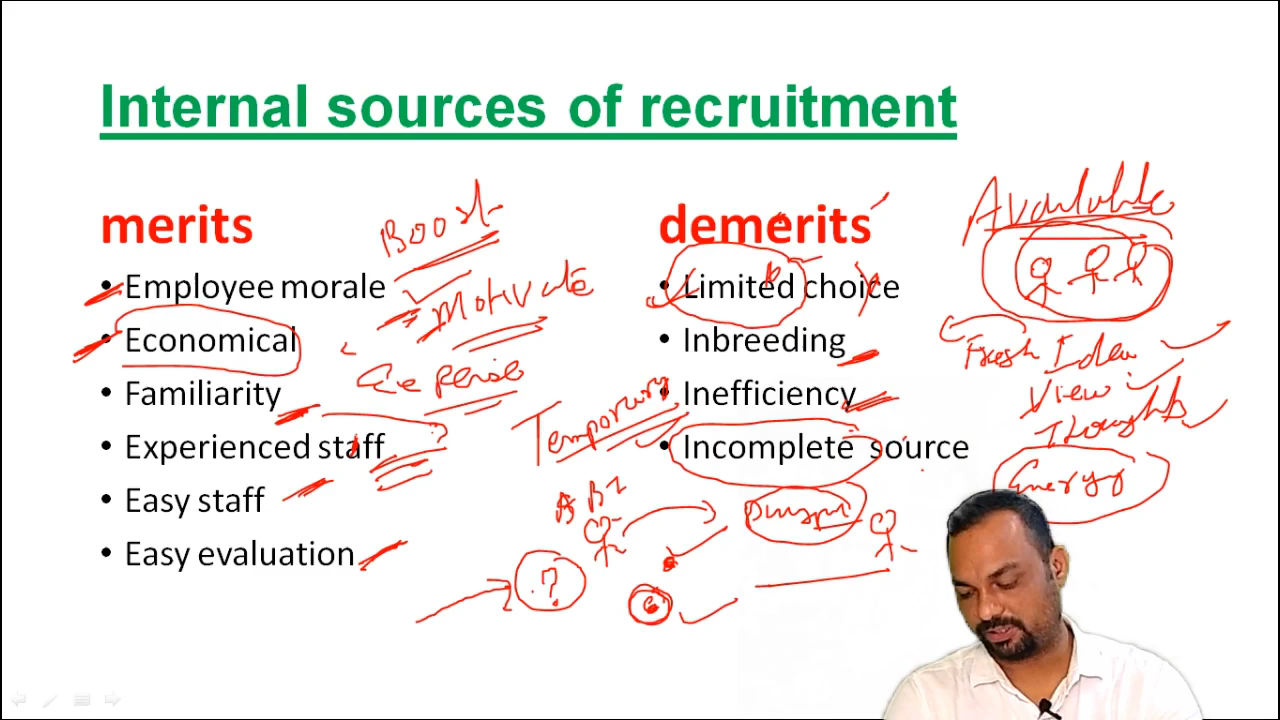 Internal sources of recruitment
merits
• Employee morale
• Economical
• Familiarity
• Experienced staff
• Easy staff
• Easy evaluation
Boost
Motivate
Temporary
A B
?
demerits
• Limited choice
• Inbreeding
• Inefficiency
• Incomplete source
Available
Fresh Idea
View
Thoughts
Energy